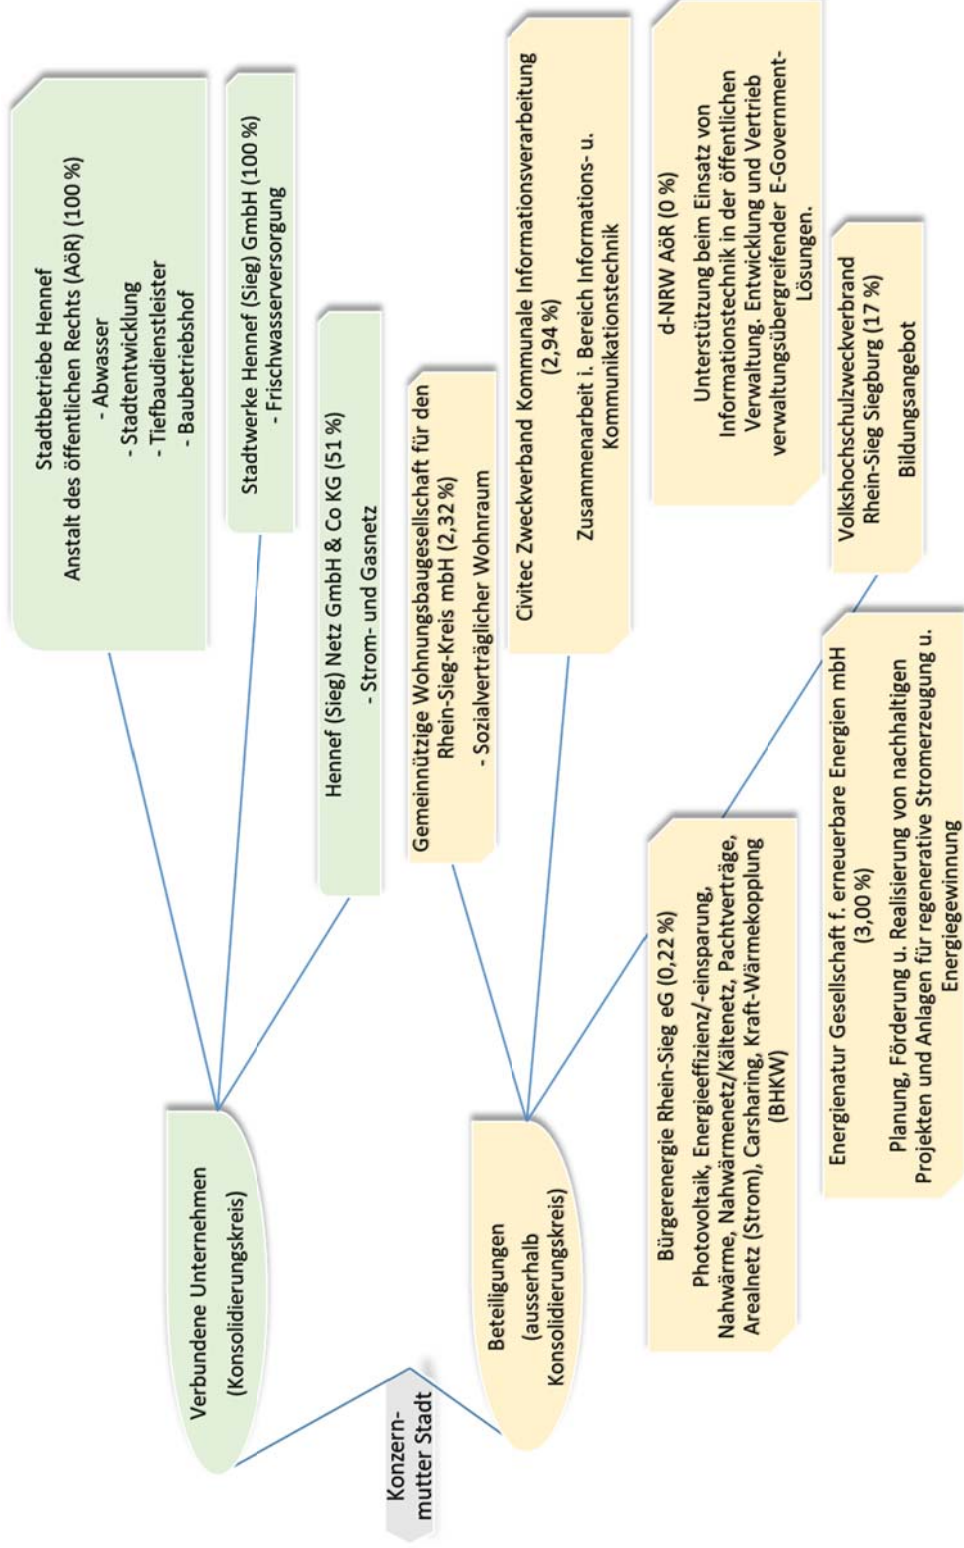 Konzern-
mutter Stadt
Verbundene Unternehmen
(Konsolidierungskreis)
Stadtbetriebe Hennef
Anstalt des öffentlichen Rechts (AöR) (100 %)
- Abwasser
- Stadtentwicklung
- Tiefbaudienstleister
- Baubetriebshof
Stadtwerke Hennef (Sieg) GmbH (100 %)
- Frischwasserversorgung
Hennef (Sieg) Netz GmbH & Co KG (51 %)
- Strom- und Gasnetz
Beteiligungen
(ausserhalb
Konsolidierungskreis)
Gemeinnützige Wohnungsbaugesellschaft für den
Rhein-Sieg-Kreis mbH (2,32 %)
- Sozialverträglicher Wohnraum
Civitec Zweckverband Kommunale Informationsverarbeitung
(2,94 %)
Zusammenarbeit i. Bereich Informations- u.
Kommunikationstechnik
Bürgerenergie Rhein-Sieg eG (0,22 %)
Photovoltaik, Energieeffizienz/-einsparung,
Nahwärme, Nahwärmenetz/Kältenetz, Pachtverträge,
Arealnetz (Strom), Carsharing, Kraft-Wärmekopplung
(BHKW)
d-NRW AöR (0 %)
Unterstützung beim Einsatz von
Informationstechnik in der öffentlichen
Verwaltung. Entwicklung und Vertrieb
verwaltungsübergreifender E-Government-
Lösungen.
Energienatur Gesellschaft f. erneuerbare Energien mbH
(3,00 %)
Planung, Förderung u. Realisierung von nachhaltigen
Projekten und Anlagen für regenerative Stromerzeugung u.
Energiegewinnung
Volkshochschulzweckverbrand
Rhein-Sieg Siegburg (17 %)
Bildungsangebot